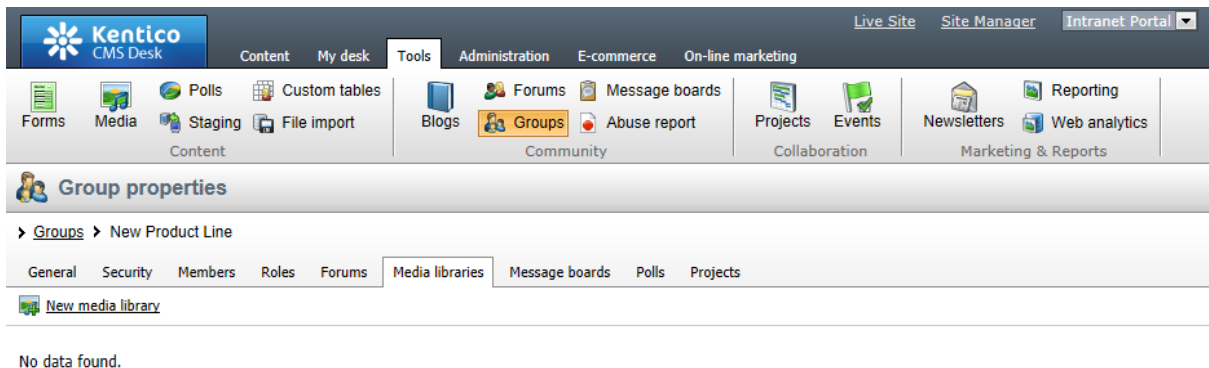 Live Site Site Manager Intranet Portal
Kentico
CMS Desk
Content My desk Tools Administration E-commerce On-line marketing
Forms Media Polls Custom tables Blogs Forums Message boards Projects Events Newsletters Reporting
Staging File import Groups Abuse report Web analytics
Content Community Collaboration Marketing & Reports
Group properties
Groups New Product Line
General Security Members Roles Forums Media libraries Message boards Polls Projects
New media library
No data found.